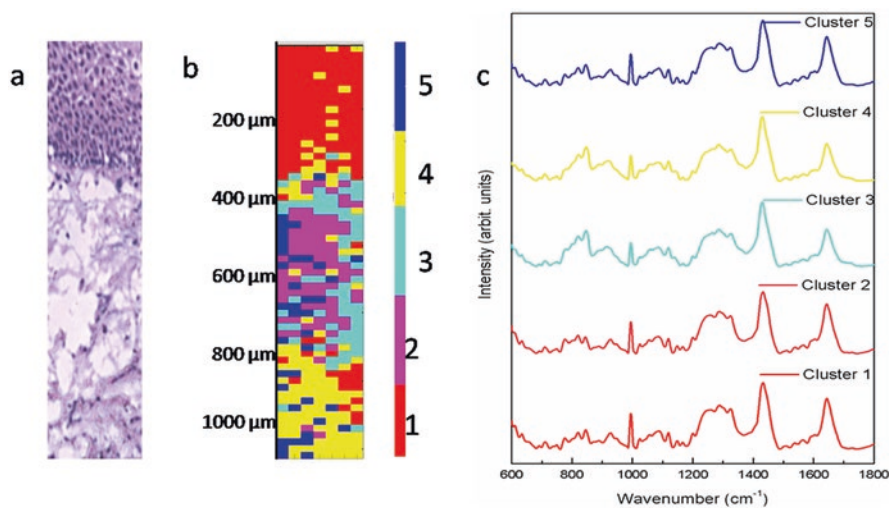 a
b
200 μm
400 μm
600 μm
800 μm
1000 μm
5
4
3
2
1
c
Intensity (arbit. units)
Cluster 5
Cluster 4
Cluster 3
Cluster 2
Cluster 1
600 800 1000 1200 1400 1600 1800
Wavenumber (cm⁻¹)